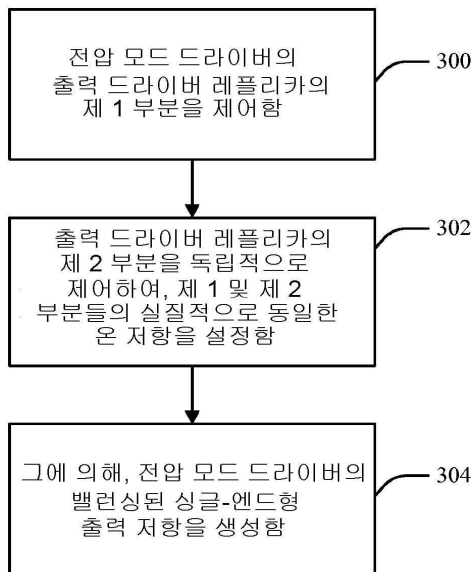 전압 모드 드라이버의
출력 드라이버 레플리카의
제 1 부분을 제어함
300
출력 드라이버 레플리카의
제 2 부분을 독립적으로
제어하여, 제 1 및 제 2
부분들의 실질적으로 동일한
온 저항을 설정함
302
그에 의해, 전압 모드 드라이버의
밸런싱된 싱글-엔드형
출력 저항을 생성함
304